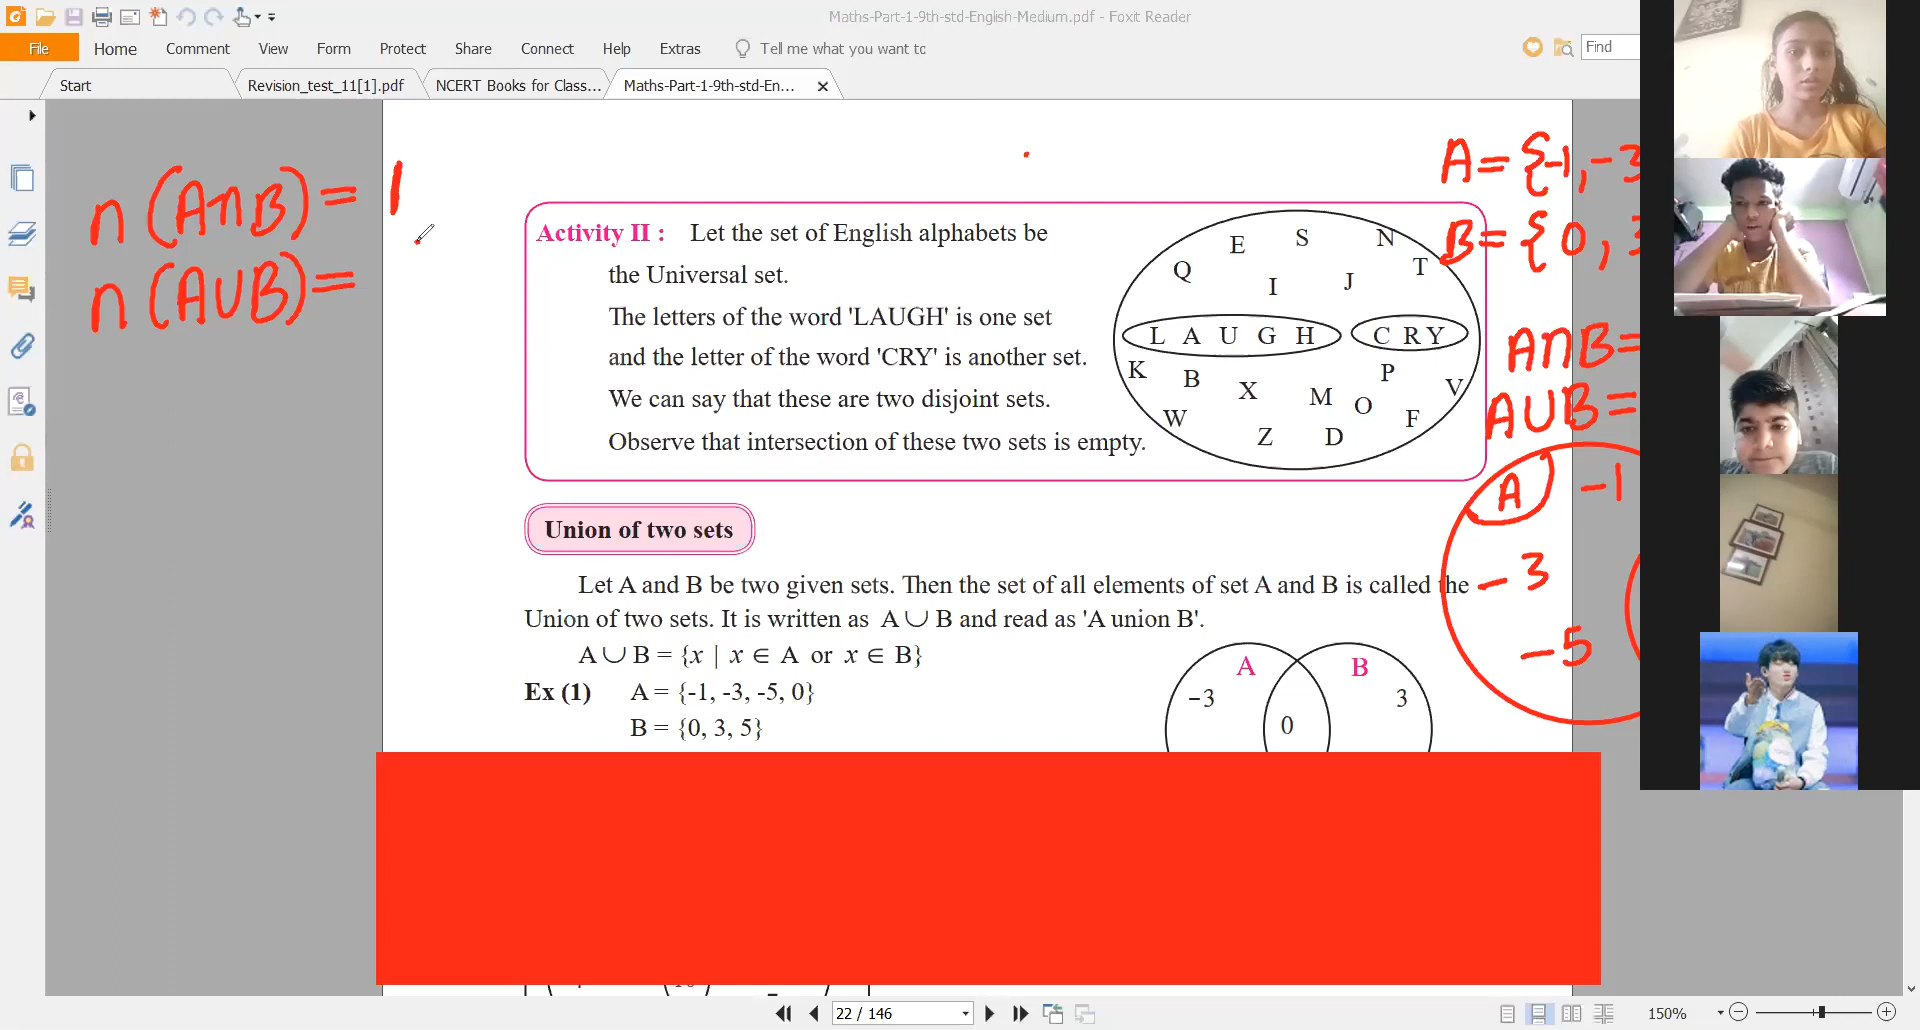 Maths-Part-1-9th-std-English-Medium.pdf - Foxit Reader
File Home Comment View Form Protect Share Connect Help Extras Tell me what you want to Find
Start Revision_test_11[1].pdf NCERT Books for Class... Maths-Part-1-9th-std-En...
n(A∩B)= 1
n(A∪B)=
A={-1,-3
B={0,3
A∩B=
A∪B=
A -1
-3
-5
Activity II : Let the set of English alphabets be
the Universal set.
The letters of the word 'LAUGH' is one set
and the letter of the word 'CRY' is another set.
We can say that these are two disjoint sets.
Observe that intersection of these two sets is empty.
E S N
Q I J T
L A U G H C R Y
K B X M P V
W Z D O F
Union of two sets
Let A and B be two given sets. Then the set of all elements of set A and B is called the
Union of two sets. It is written as A ∪ B and read as 'A union B'.
A ∪ B = {x | x ∈ A or x ∈ B}
Ex (1) A = {-1, -3, -5, 0}
B = {0, 3, 5}
A B
−3 0 3
22 / 146 150%